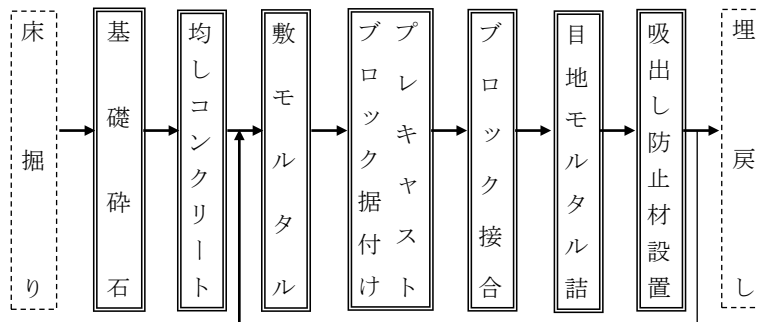 床掘り
基礎砕石
均しコンクリート
敷モルタル
プレキャスト
ブロック据付け
ブロック接合
目地モルタル詰
吸出し防止材設置
埋戻し